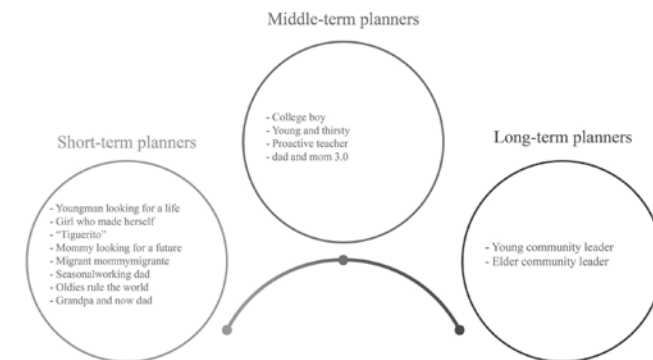 Middle-term planners
- College boy
- Young and thirsty
- Proactive teacher
- dad and mom 3.0
Short-term planners
- Youngman looking for a life
- Girl who made herself
- “Tiguerito”
- Mommy looking for a future
- Migrant mommymigrante
- Seasonalworking dad
- Oldies rule the world
- Grandpa and now dad
Long-term planners
- Young community leader
- Elder community leader